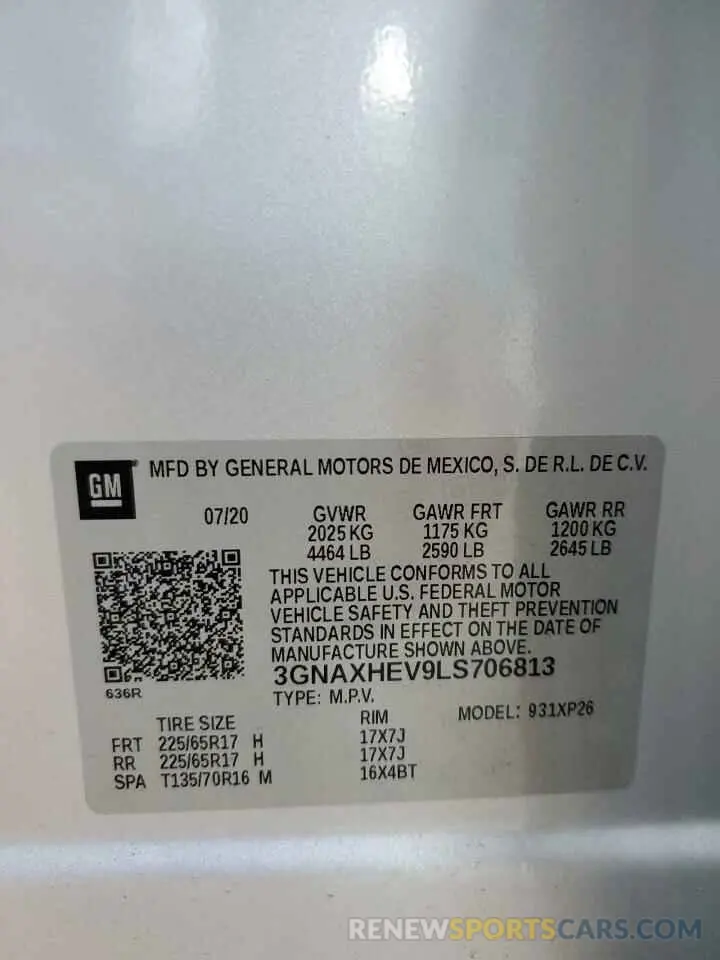 GM MFD BY GENERAL MOTORS DE MEXICO, S. DE R.L. DE C.V.
07/20 GVWR GAWR FRT GAWR RR
2025 KG 1175 KG 1200 KG
4464 LB 2590 LB 2645 LB
THIS VEHICLE CONFORMS TO ALL
APPLICABLE U.S. FEDERAL MOTOR
VEHICLE SAFETY AND THEFT PREVENTION
STANDARDS IN EFFECT ON THE DATE OF
MANUFACTURE SHOWN ABOVE.
3GNAXHEV9LS706813
636R
TYPE: M.P.V.
TIRE SIZE RIM MODEL: 931XP26
FRT 225/65R17 H 17X7J
RR 225/65R17 H 17X7J
SPA T135/70R16 M 16X4BT
RENEWSPORTSCARS.COM